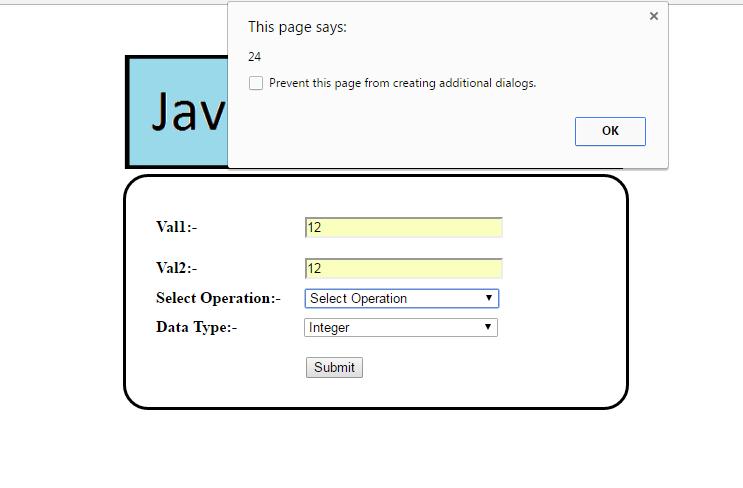 This page says:
24
Prevent this page from creating additional dialogs.
OK
Jav
Val1:- 12
Val2:- 12
Select Operation:- Select Operation
Data Type:- Integer
Submit